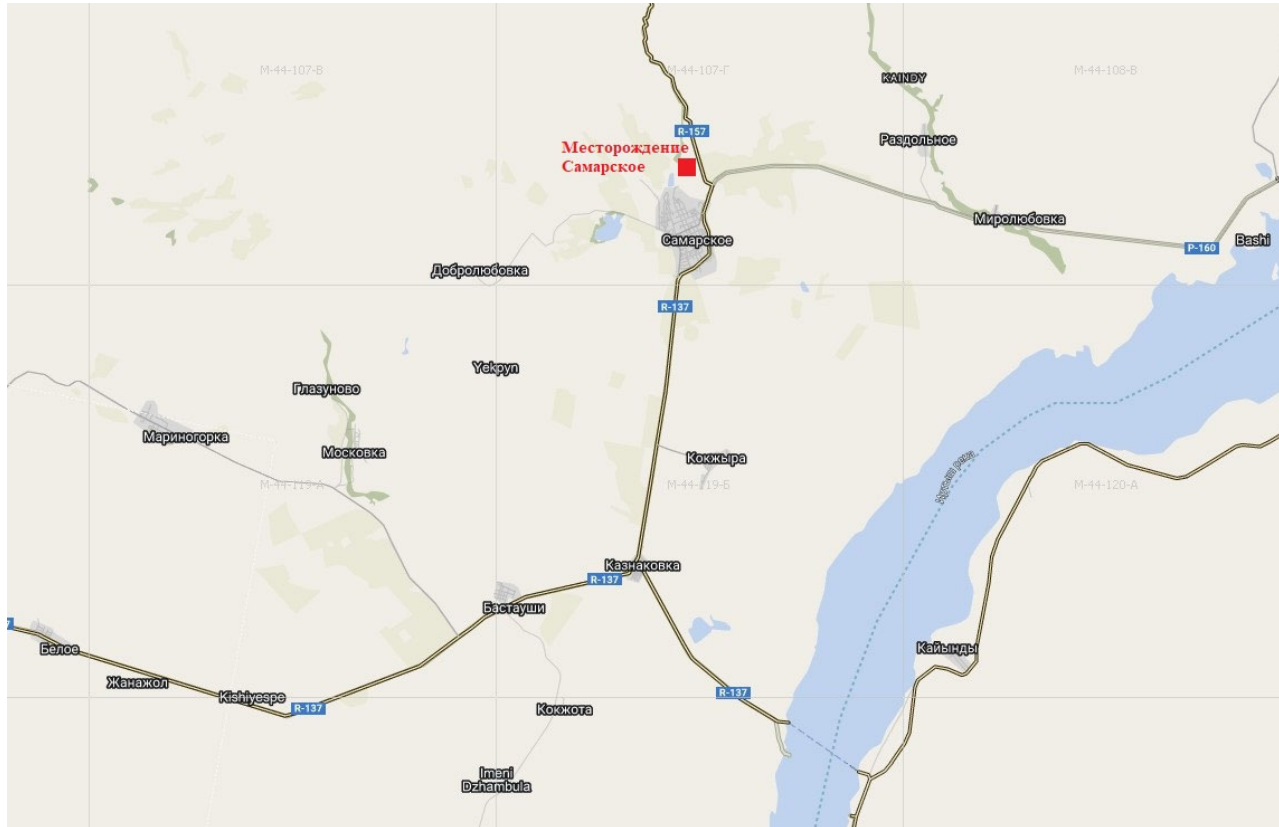 M-44-107-В
M-44-107-Г
M-44-108-В
KAINDY
R-157
Раздольное
Месторождение
Самарское
Миролюбовка
Самарское
P-160
Bashi
Добролюбовка
R-137
Yekpyn
Глазуново
Мариногорка
Московка
Кокжыра
M-44-119-А
M-44-119-Б
M-44-120-А
Казнаковка
R-137
Бастауши
7
Белое
Кайынды
Жанажол
Kishiyespe
R-137
R-137
Кокжота
Imeni
Dzhambula